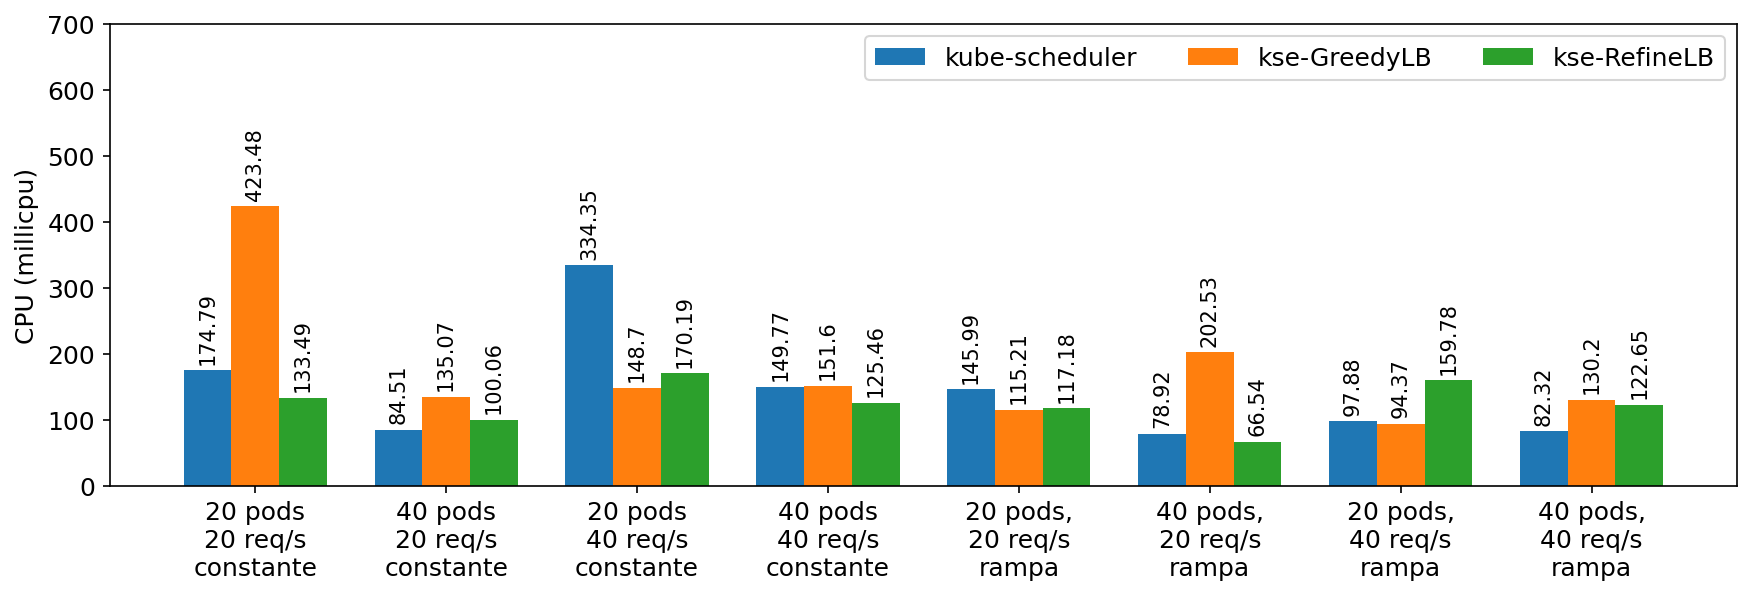 700
600
500
400
300
200
100
0
CPU (millicpu)
kube-scheduler
kse-GreedyLB
kse-RefineLB
174.79
423.48
133.49
84.51
135.07
100.06
334.35
148.7
170.19
149.77
151.6
125.46
145.99
115.21
117.18
78.92
202.53
66.54
97.88
94.37
159.78
82.32
130.2
122.65
20 pods
20 req/s
constante
40 pods
20 req/s
constante
20 pods
40 req/s
constante
40 pods
40 req/s
constante
20 pods,
20 req/s
rampa
40 pods,
20 req/s
rampa
20 pods,
40 req/s
rampa
40 pods,
40 req/s
rampa